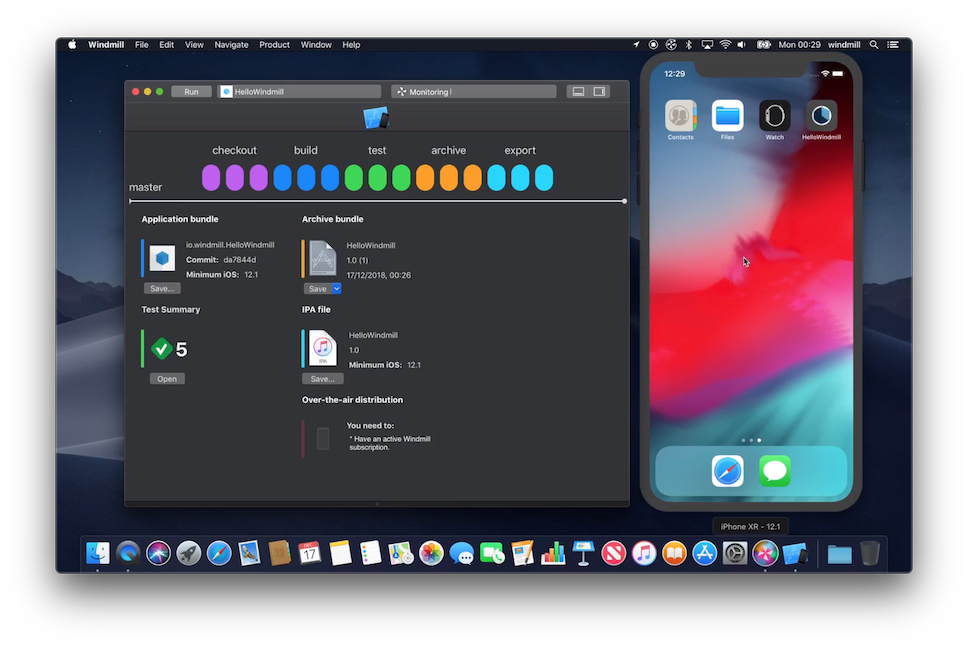 Windmill File Edit View Navigate Product Window Help Mon 00:29 windmill
Run HelloWindmill Monitoring
checkout build test archive export
master
Application bundle
io.windmill.HelloWindmill
Commit: da7844d
Minimum iOS: 12.1
Save...
Archive bundle
HelloWindmill
1.0 (1)
17/12/2018, 00:26
Save
Test Summary
5
Open
IPA file
IPA
HelloWindmill
1.0
Minimum iOS: 12.1
Save...
Over-the-air distribution
You need to:
* Have an active Windmill
subscription.
12:29
Contacts Files Watch HelloWindmill
iPhone XR - 12.1
17